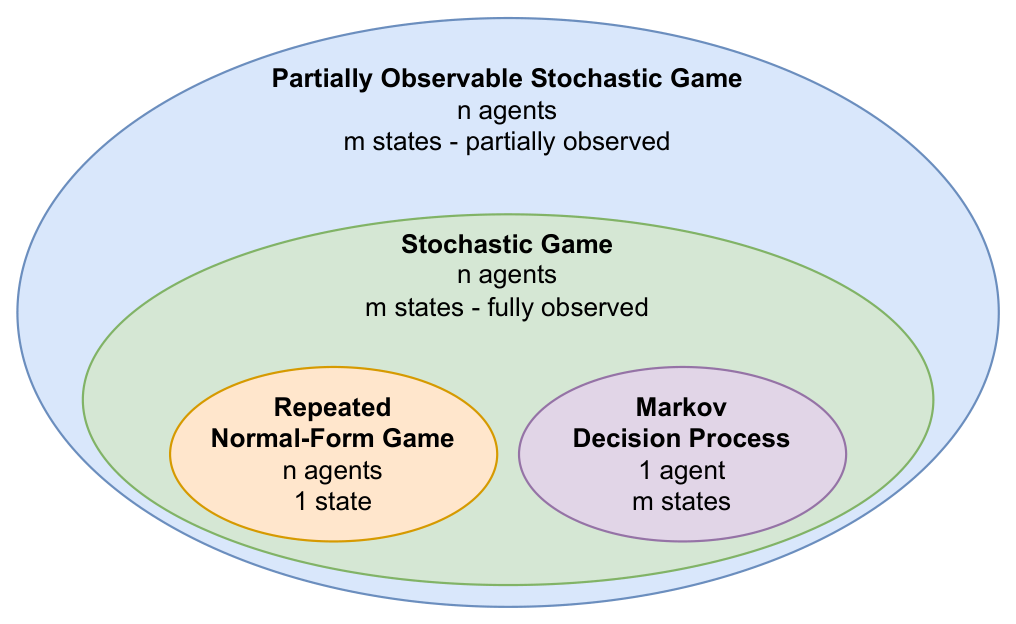 Partially Observable Stochastic Game
n agents
m states - partially observed
Stochastic Game
n agents
m states - fully observed
Repeated
Normal-Form Game
n agents
1 state
Markov
Decision Process
1 agent
m states